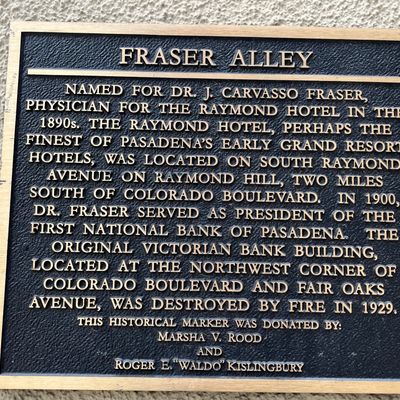 FRASER ALLEY
NAMED FOR DR. J. CARVASSO FRASER,
PHYSICIAN FOR THE RAYMOND HOTEL IN THE
1890s. THE RAYMOND HOTEL, PERHAPS THE
FINEST OF PASADENA'S EARLY GRAND RESORT
HOTELS, WAS LOCATED ON SOUTH RAYMOND
AVENUE ON RAYMOND HILL, TWO MILES
SOUTH OF COLORADO BOULEVARD. IN 1900,
DR. FRASER SERVED AS PRESIDENT OF THE
FIRST NATIONAL BANK OF PASADENA. THE
ORIGINAL VICTORIAN BANK BUILDING,
LOCATED AT THE NORTHWEST CORNER OF
COLORADO BOULEVARD AND FAIR OAKS
AVENUE, WAS DESTROYED BY FIRE IN 1929.
THIS HISTORICAL MARKER WAS DONATED BY:
MARSHA V. ROOD
AND
ROGER E. "WALDO" KISLINGBURY